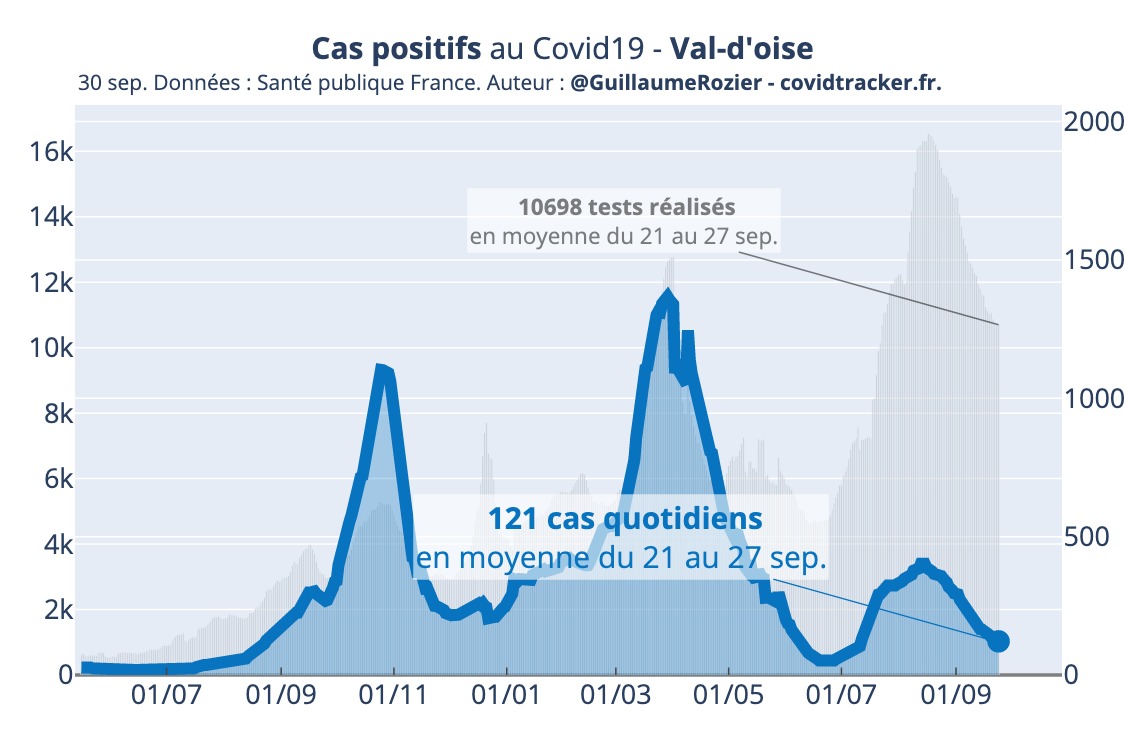 Cas positifs au Covid19 - Val-d'oise
30 sep. Données : Santé publique France. Auteur : @GuillaumeRozier - covidtracker.fr.
2000
16k
14k
10698 tests réalisés
en moyenne du 21 au 27 sep.
1500
12k
10k
1000
8k
6k
121 cas quotidiens
en moyenne du 21 au 27 sep.
500
4k
2k
0
0
01/07 01/09 01/11 01/01 01/03 01/05 01/07 01/09